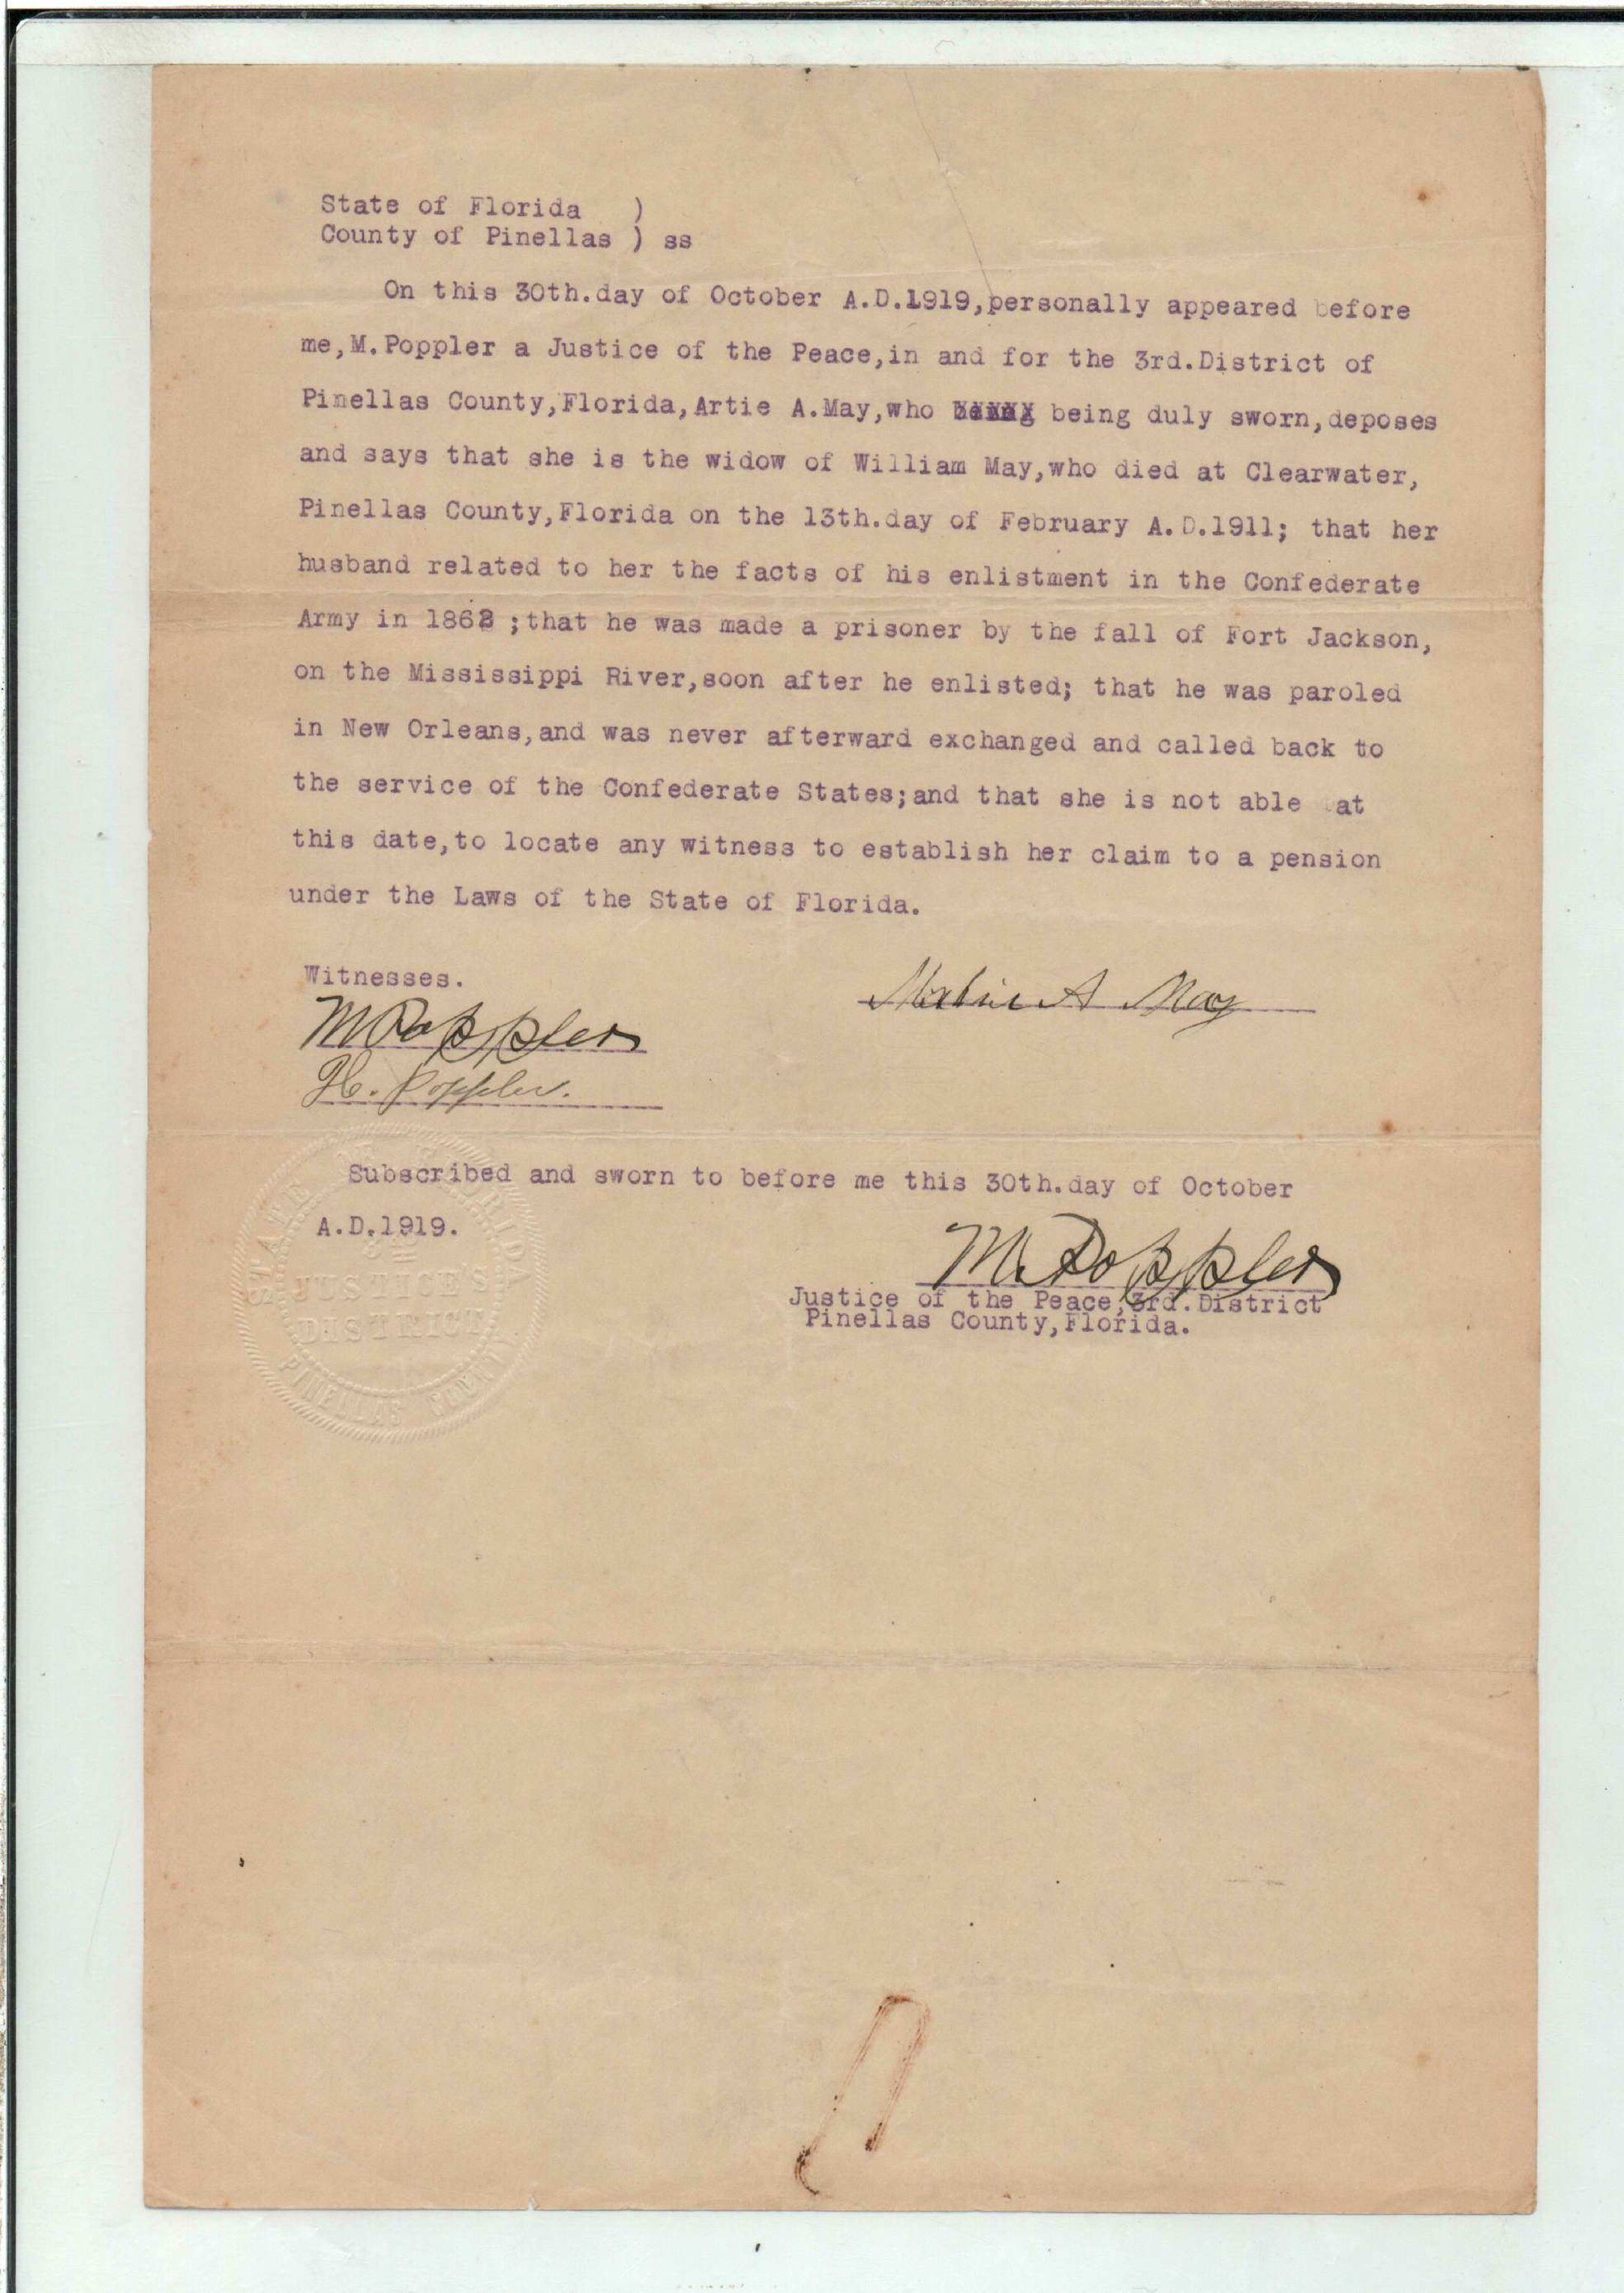 State of Florida )
County of Pinellas ) ss
On this 30th.day of October A.D.1919,personally appeared before
me,M.Poppler a Justice of the Peace,in and for the 3rd.District of
Pinellas County,Florida,Artie A.May,who being duly sworn,deposes
and says that she is the widow of William May,who died at Clearwater,
Pinellas County,Florida on the 13th.day of February A.D.1911; that her
husband related to her the facts of his enlistment in the Confederate
Army in 1862 ;that he was made a prisoner by the fall of Fort Jackson,
on the Mississippi River,soon after he enlisted; that he was paroled
in New Orleans,and was never afterward exchanged and called back to
the service of the Confederate States;and that she is not able at
this date,to locate any witness to establish her claim to a pension
under the Laws of the State of Florida.
Witnesses.
A May
M Poppler
H. Poppler.
Subscribed and sworn to before me this 30th.day of October
A.D.1919.
M. Poppler
Justice of the Peace,3rd.District
Pinellas County,Florida.
STATE OF FLORIDA
JUSTICE'S
DISTRICT
PINELLAS COUNTY